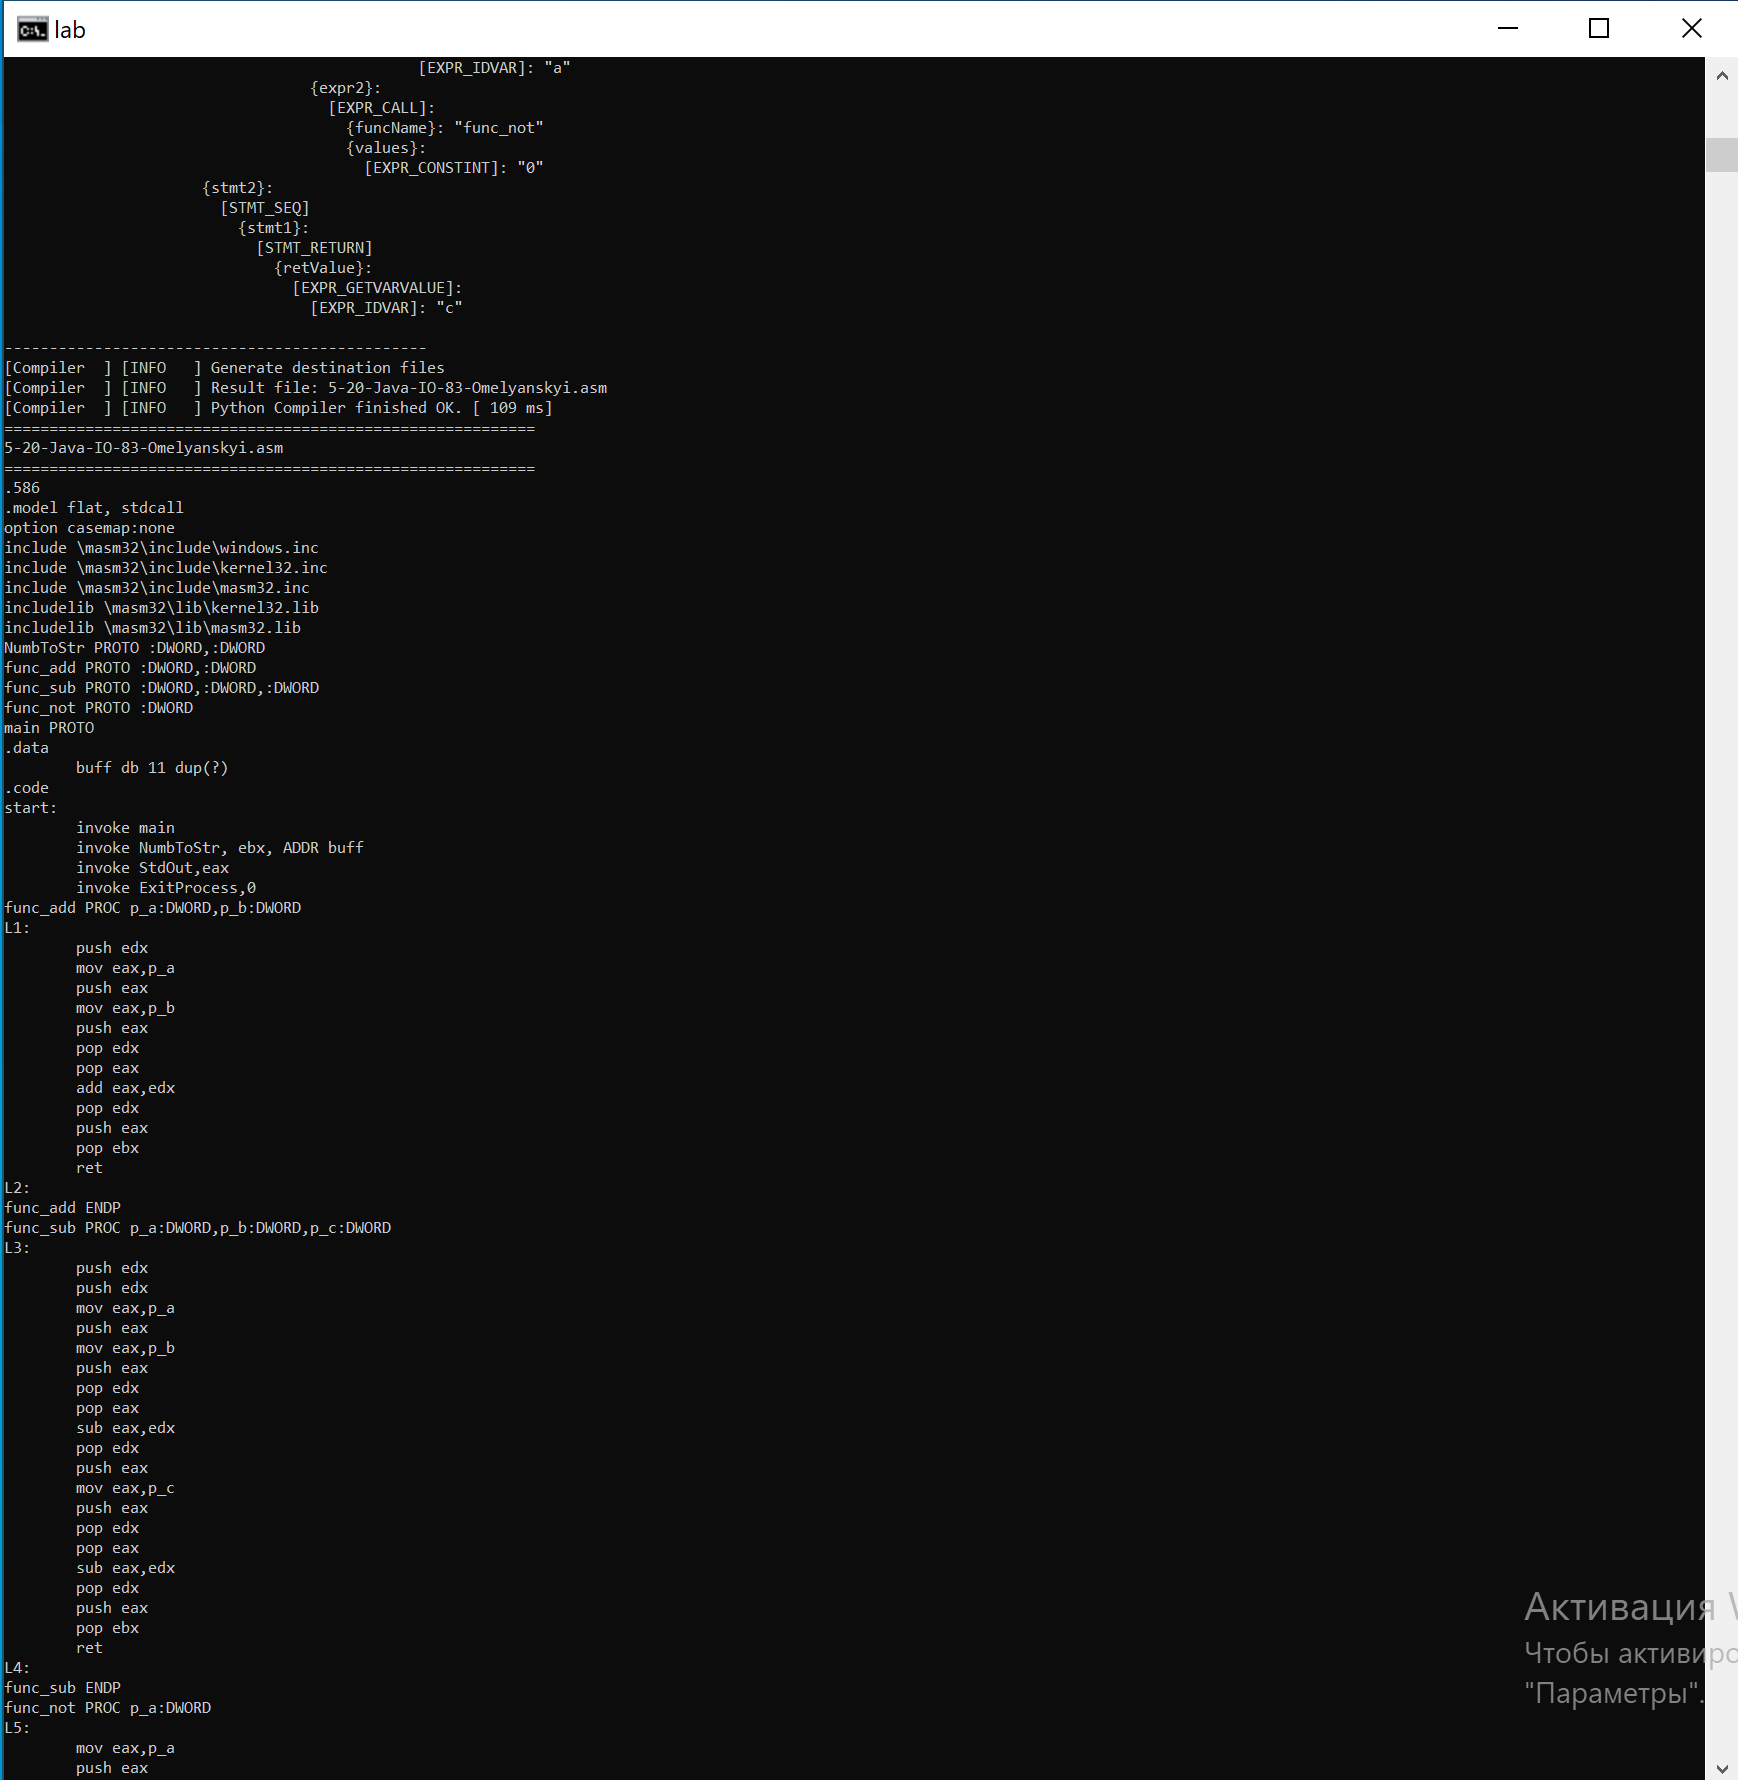 lab
[EXPR_IDVAR]: "a"
{expr2}:
[EXPR_CALL]:
{funcName}: "func_not"
{values}:
[EXPR_CONSTINT]: "0"
{stmt2}:
[STMT_SEQ]
{stmt1}:
[STMT_RETURN]
{retValue}:
[EXPR_GETVARVALUE]:
[EXPR_IDVAR]: "c"
-----------------------------------------------
[Compiler  ] [INFO   ] Generate destination files
[Compiler  ] [INFO   ] Result file: 5-20-Java-IO-83-Omelyanskyi.asm
[Compiler  ] [INFO   ] Python Compiler finished OK. [ 109 ms]
===========================================================
5-20-Java-IO-83-Omelyanskyi.asm
===========================================================
.586
.model flat, stdcall
option casemap:none
include \masm32\include\windows.inc
include \masm32\include\kernel32.inc
include \masm32\include\masm32.inc
includelib \masm32\lib\kernel32.lib
includelib \masm32\lib\masm32.lib
NumbToStr PROTO :DWORD,:DWORD
func_add PROTO :DWORD,:DWORD
func_sub PROTO :DWORD,:DWORD,:DWORD
func_not PROTO :DWORD
main PROTO
.data
buff db 11 dup(?)
.code
start:
invoke main
invoke NumbToStr, ebx, ADDR buff
invoke StdOut,eax
invoke ExitProcess,0
func_add PROC p_a:DWORD,p_b:DWORD
L1:
push edx
mov eax,p_a
push eax
mov eax,p_b
push eax
pop edx
pop eax
add eax,edx
pop edx
push eax
pop ebx
ret
L2:
func_add ENDP
func_sub PROC p_a:DWORD,p_b:DWORD,p_c:DWORD
L3:
push edx
push edx
mov eax,p_a
push eax
mov eax,p_b
push eax
pop edx
pop eax
sub eax,edx
pop edx
push eax
mov eax,p_c
push eax
pop edx
pop eax
sub eax,edx
pop edx
push eax
pop ebx
ret
L4:
func_sub ENDP
func_not PROC p_a:DWORD
L5:
mov eax,p_a
push eax
Активация
Чтобы
"Параметры".